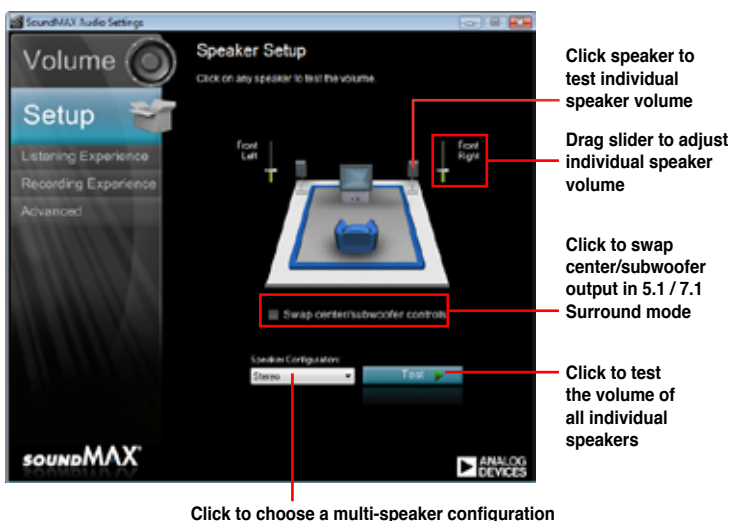 SoundMAX Audio Settings
Volume
Setup
Listening Experience
Recording Experience
Advanced
Speaker Setup
Click on any speaker to test the volume.
Front
Left
Front
Right
Swap center/subwoofer controls
Speaker Configuration:
Stereo
Test
SOUNDMAX
ANALOG
DEVICES
Click speaker to
test individual
speaker volume
Drag slider to adjust
individual speaker
volume
Click to swap
center/subwoofer
output in 5.1 / 7.1
Surround mode
Click to test
the volume of
all individual
speakers
Click to choose a multi-speaker configuration